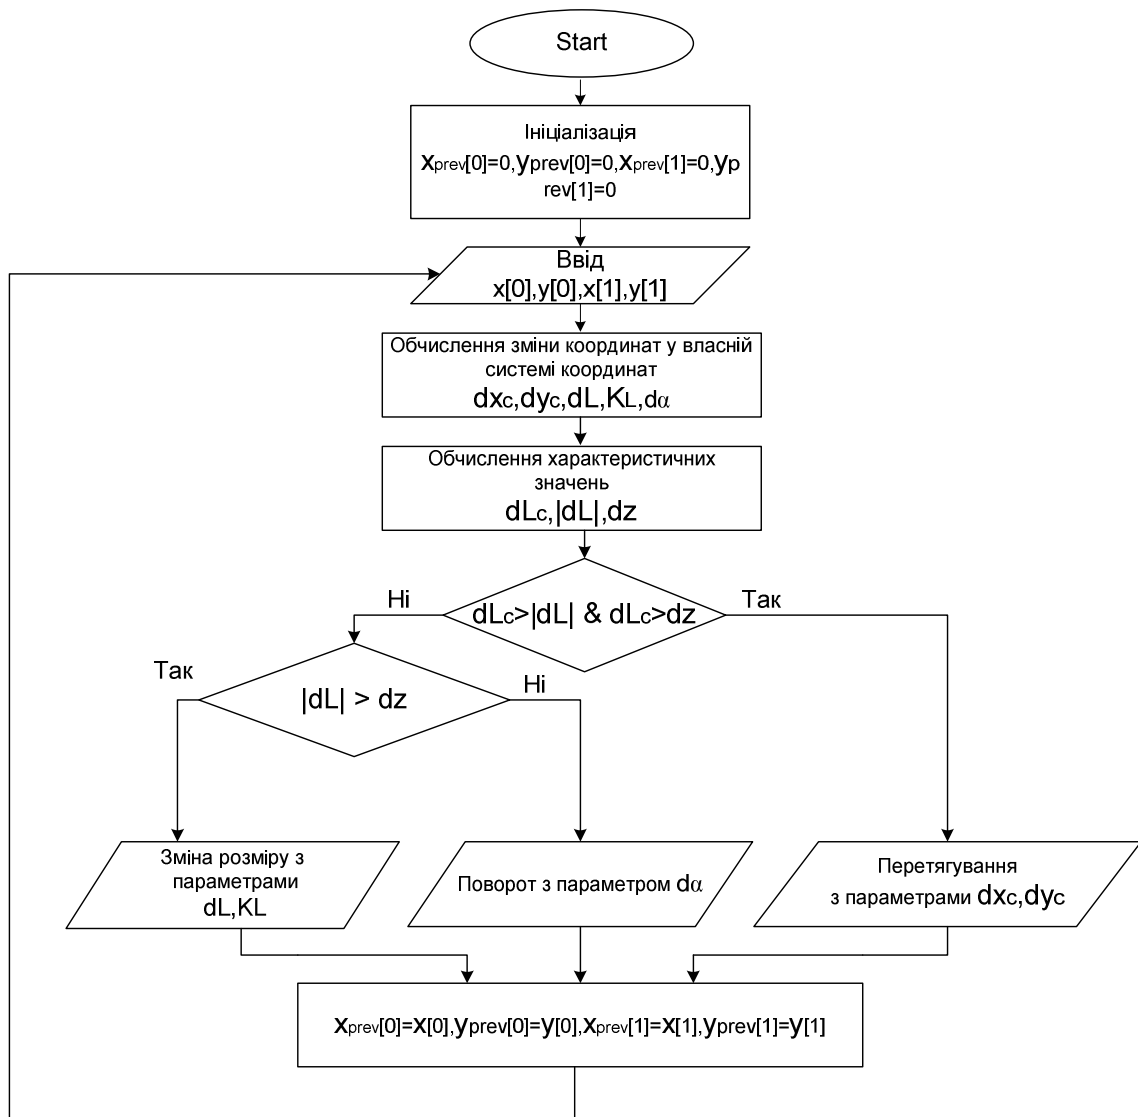 Start
Ініціалізація
xprev[0]=0,yprev[0]=0,xprev[1]=0,yp
rev[1]=0
Ввід
x[0],y[0],x[1],y[1]
Обчислення зміни координат у власній
системі координат
dxc,dyc,dL,KL,dα
Обчислення характеристичних
значень
dLc,|dL|,dz
Ні
dLc>|dL| & dLc>dz
Так
Так
|dL| > dz
Ні
Зміна розміру з
параметрами
dL,KL
Поворот з параметром dα
Перетягування
з параметрами dxc,dyc
xprev[0]=x[0],yprev[0]=y[0],xprev[1]=x[1],yprev[1]=y[1]